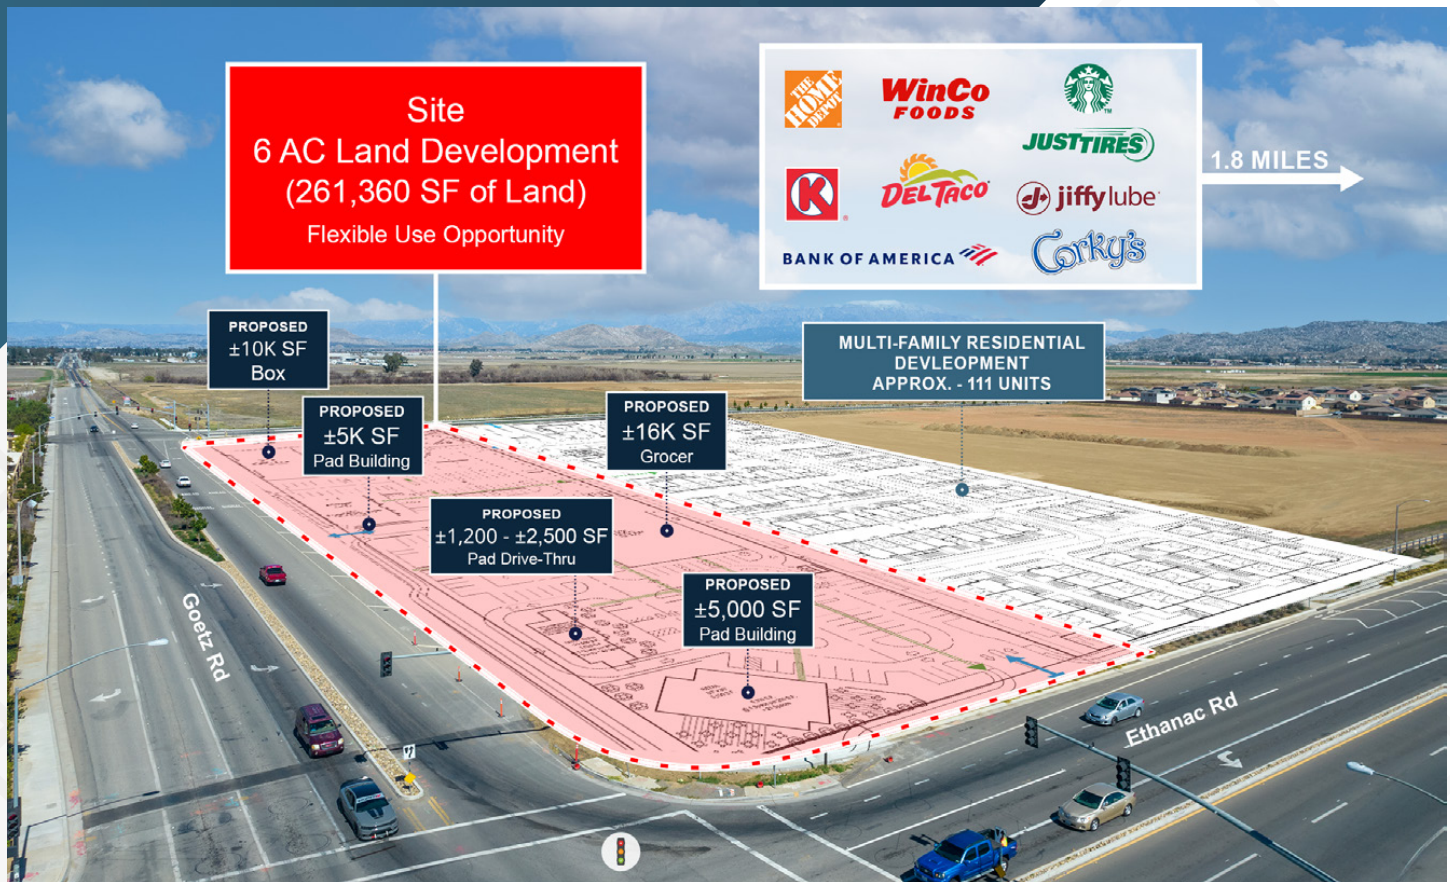 Site
6 AC Land Development
(261,360 SF of Land)
Flexible Use Opportunity
THE
HOME
DEPOT
WinCo
FOODS
JUSTTIRES
K
DEL TACO
jiffylube
BANK OF AMERICA
Corky's
1.8 MILES
PROPOSED
±10K SF
Box
PROPOSED
±5K SF
Pad Building
PROPOSED
±16K SF
Grocer
MULTI-FAMILY RESIDENTIAL
DEVLEOPMENT
APPROX. - 111 UNITS
PROPOSED
±1,200 - ±2,500 SF
Pad Drive-Thru
PROPOSED
±5,000 SF
Pad Building
Goetz Rd
Ethanac Rd